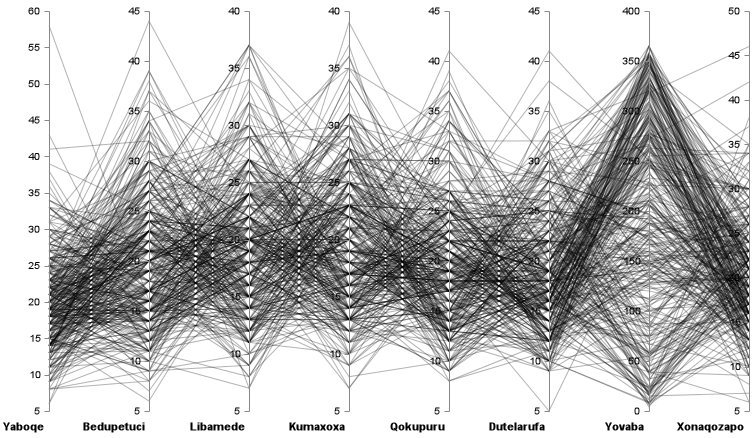 60 45 40 40 45 45 400 50
55 40 35 35 40 40 350 45
50 35 30 30 35 35 300 40
45 30 25 25 30 30 250 35
40 25 20 20 25 25 200 30
35 20 15 15 20 20 150 25
30 15 10 10 15 15 100 20
25 10 5 5 10 10 50 15
20 5 5 5 0 10
15 5
10
5
Yaboqe Bedupetuci Libamede Kumaxoxa Qokupuru Dutelarufa Yovaba Xonaqozapo